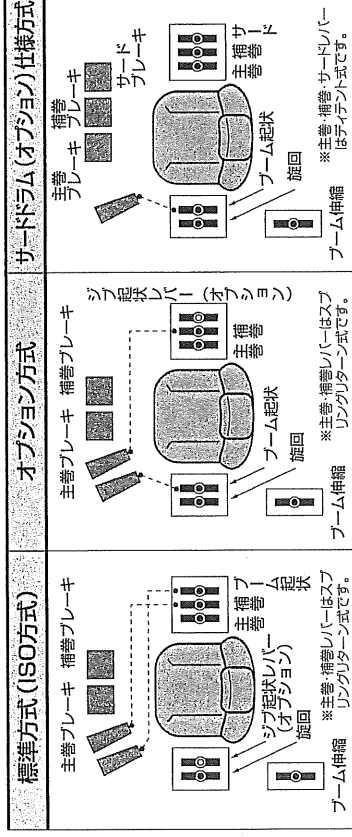 標準方式(ISO方式)
主巻ブレーキ 補巻ブレーキ
主巻
補巻
ブーム起伏
ジブ起伏レバー
(オプション)
旋回
ブーム伸縮
※主巻・補巻レバーはスプ
リングリターン式です。
オプション方式
主巻ブレーキ 補巻ブレーキ
ジブ起伏レバー(オプション)
主巻
補巻
ブーム起伏
旋回
ブーム伸縮
※主巻・補巻レバーはスプ
リングリターン式です。
サードドラム(オプション)仕様方式
主巻
ブレーキ
補巻
ブレーキ
サード
ブレーキ
主巻
補巻
サード
ブーム起伏
旋回
ブーム伸縮
※主巻・補巻・サードレバー
はディテント式です。